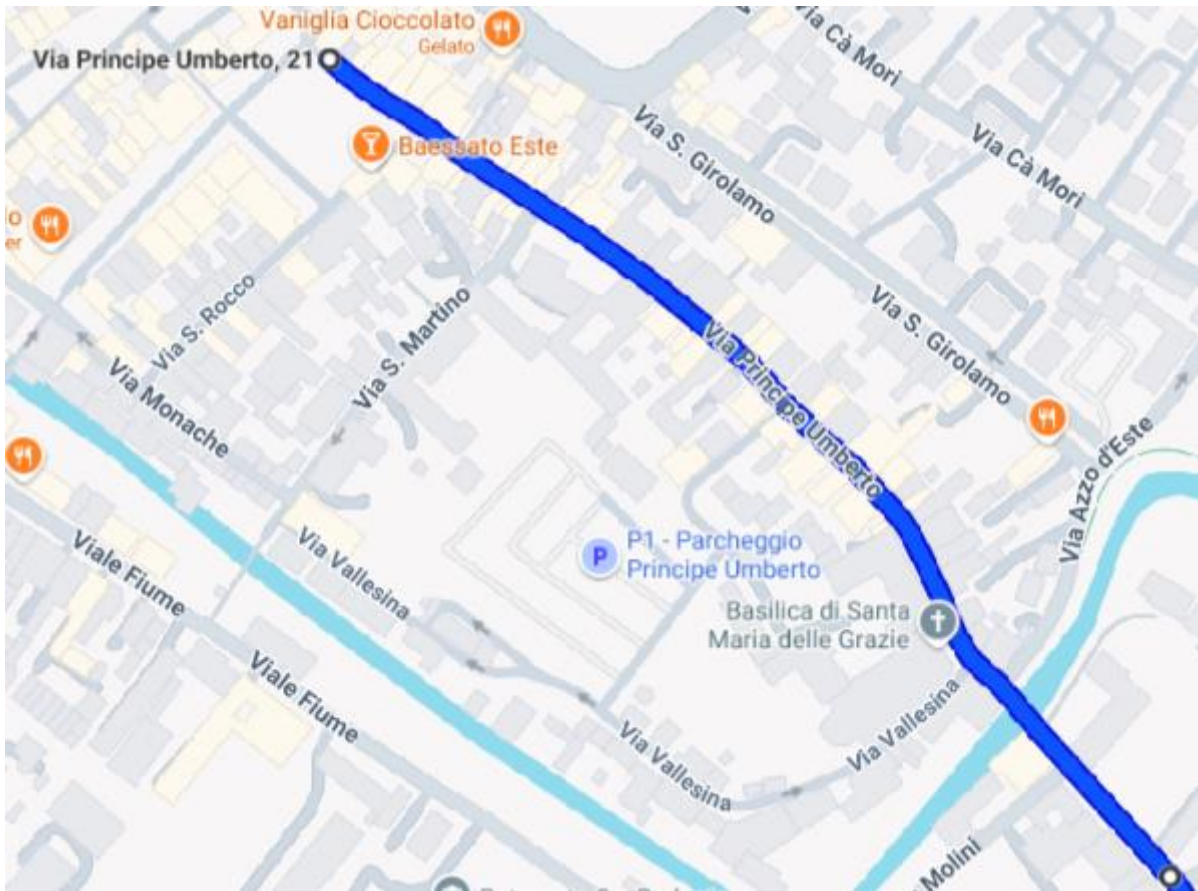 Vaniglia Cioccolato
Gelato
Via Principe Umberto, 21
Via Cà Mori
Baessato Este
Via S. Girolamo
Via Cà Mori
o
er
Via S. Rocco
Via S. Martino
Via S. Girolamo
Via Principe Umberto
Via Monache
Via Azzo d'Este
Viale Fiume
Via Vallesina
P
P1 - Parcheggio
Principe Umberto
Basilica di Santa
Maria delle Grazie
Viale Fiume
Via Vallesina
Via Vallesina
Molini